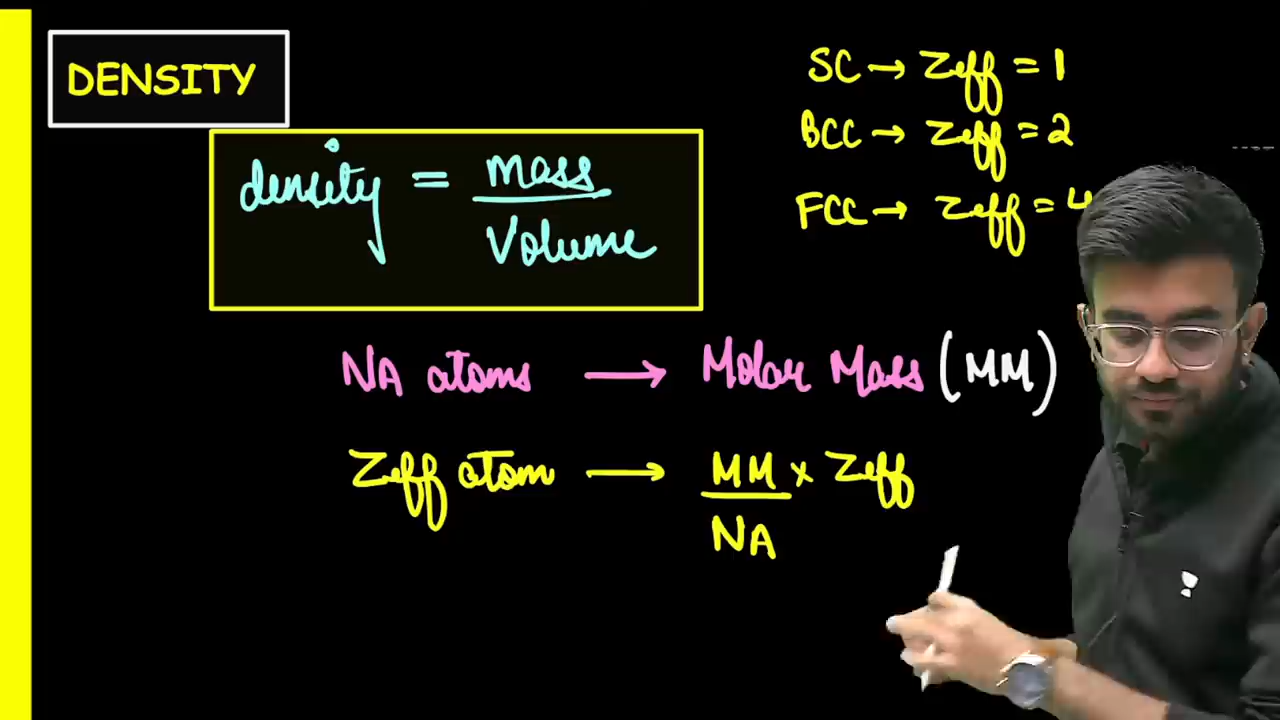 DENSITY
density = mass / Volume
SC → Zeff = 1
BCC → Zeff = 2
FCC → Zeff = 4
NA atoms → Molar Mass (MM)
Zeff atom → MM / NA × Zeff